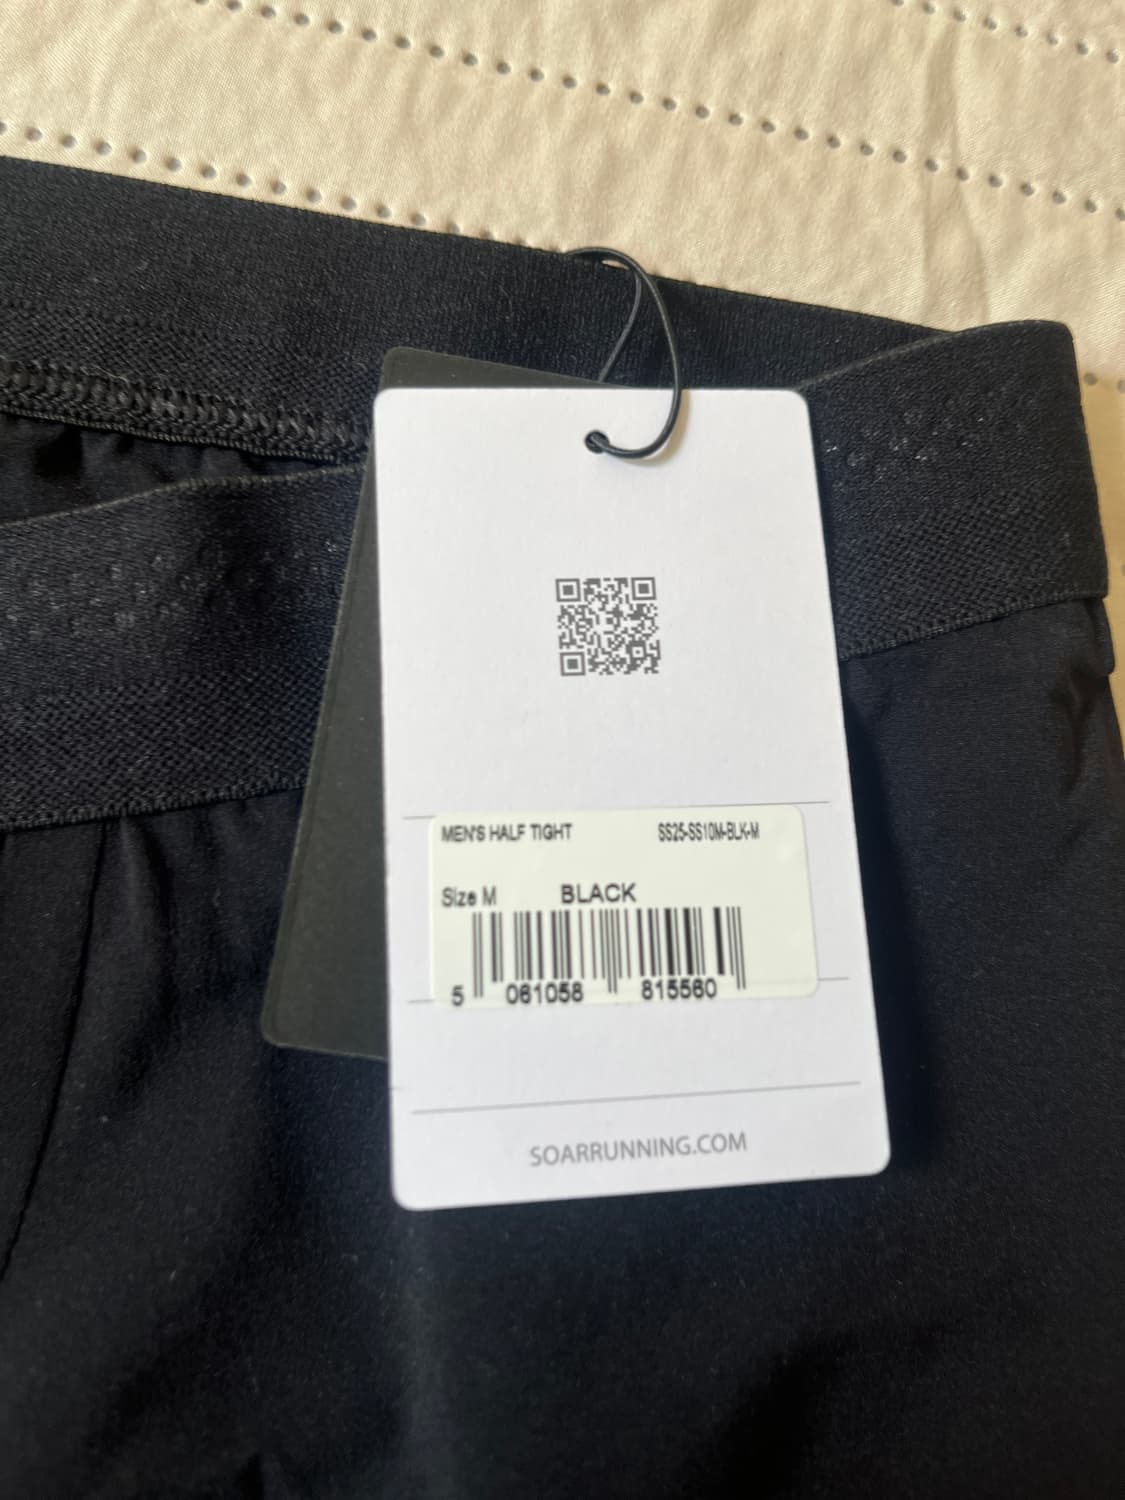 MEN'S HALF TIGHT SS25-SS10M-BLK-M
Size M BLACK
5 061058 815560
SOARRUNNING.COM